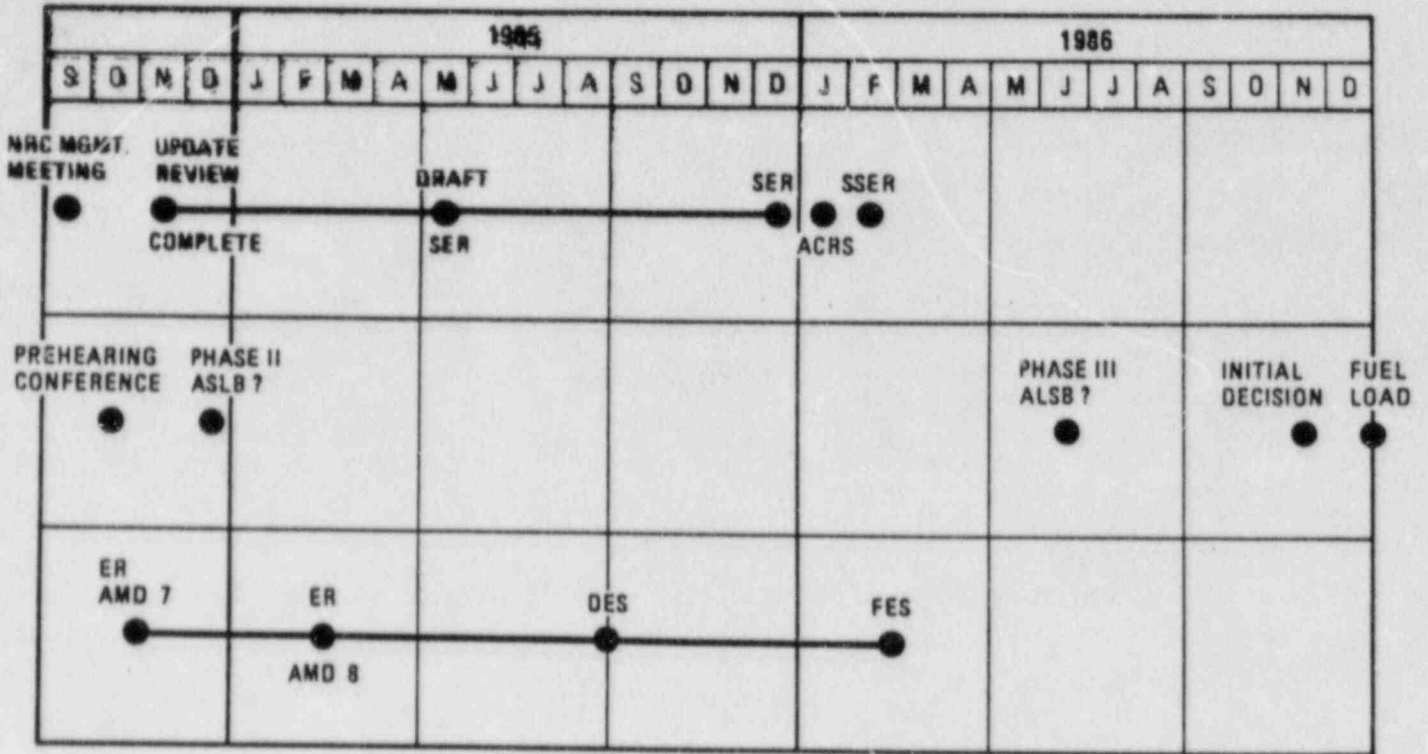 1985 1986
S O N D J F M A M J J A S O N D J F M A M J J A S O N D
NRC MGMT. UPDATE
MEETING REVIEW DRAFT SER SSER
COMPLETE SER ACRS
PREHEARING PHASE II PHASE III INITIAL FUEL
CONFERENCE ASLB ? ALSB ? DECISION LOAD
ER
AMD 7 ER DES FES
AMD 8